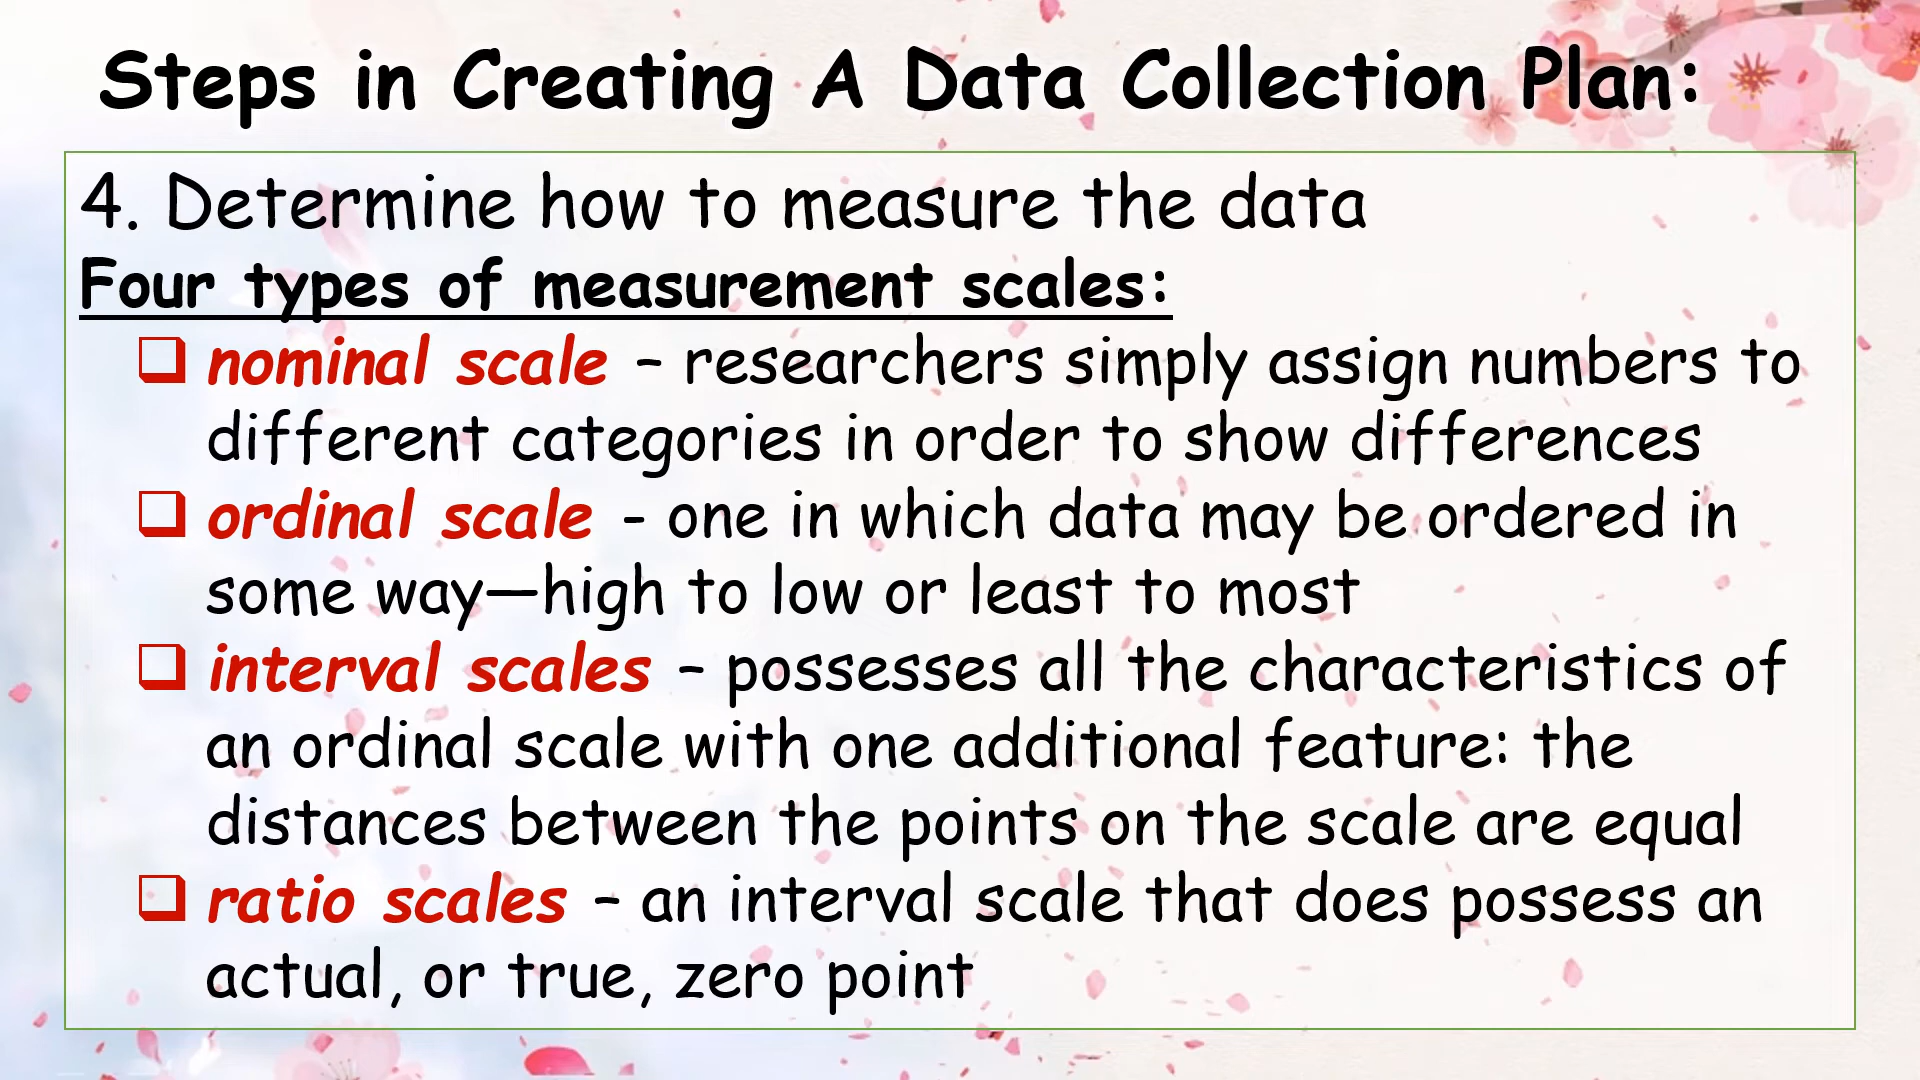 Steps in Creating A Data Collection Plan:
4. Determine how to measure the data
Four types of measurement scales:
❑ nominal scale – researchers simply assign numbers to
different categories in order to show differences
❑ ordinal scale - one in which data may be ordered in
some way—high to low or least to most
❑ interval scales – possesses all the characteristics of
an ordinal scale with one additional feature: the
distances between the points on the scale are equal
❑ ratio scales – an interval scale that does possess an
actual, or true, zero point